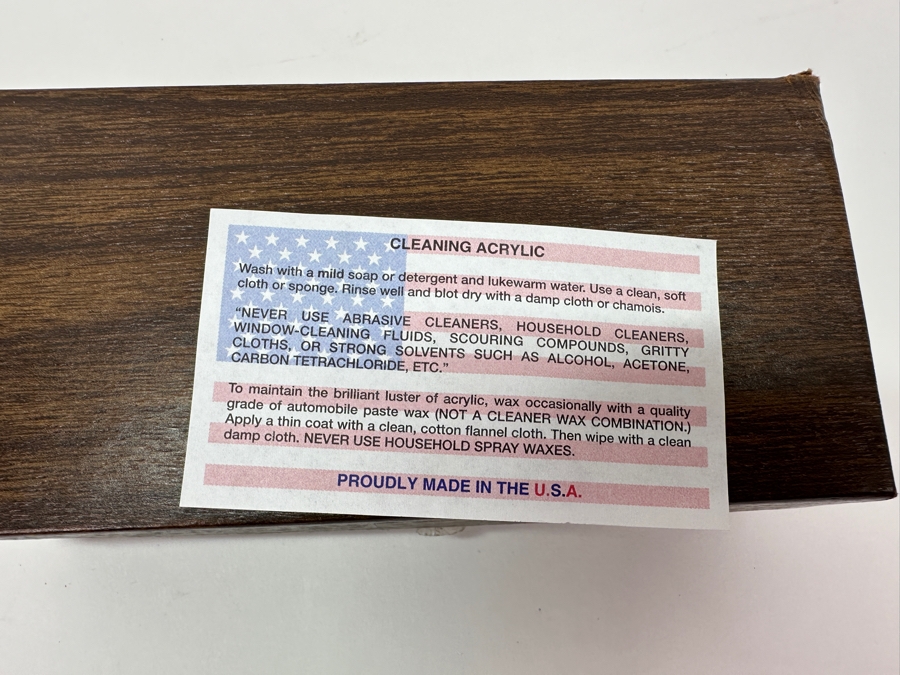 CLEANING ACRYLIC
Wash with a mild soap or detergent and lukewarm water. Use a clean, soft
cloth or sponge. Rinse well and blot dry with a damp cloth or chamois.
“NEVER USE ABRASIVE CLEANERS, HOUSEHOLD CLEANERS,
WINDOW-CLEANING FLUIDS, SCOURING COMPOUNDS, GRITTY
CLOTHS, OR STRONG SOLVENTS SUCH AS ALCOHOL, ACETONE,
CARBON TETRACHLORIDE, ETC.”
To maintain the brilliant luster of acrylic, wax occasionally with a quality
grade of automobile paste wax (NOT A CLEANER WAX COMBINATION.)
Apply a thin coat with a clean, cotton flannel cloth. Then wipe with a clean
damp cloth. NEVER USE HOUSEHOLD SPRAY WAXES.
PROUDLY MADE IN THE U.S.A.